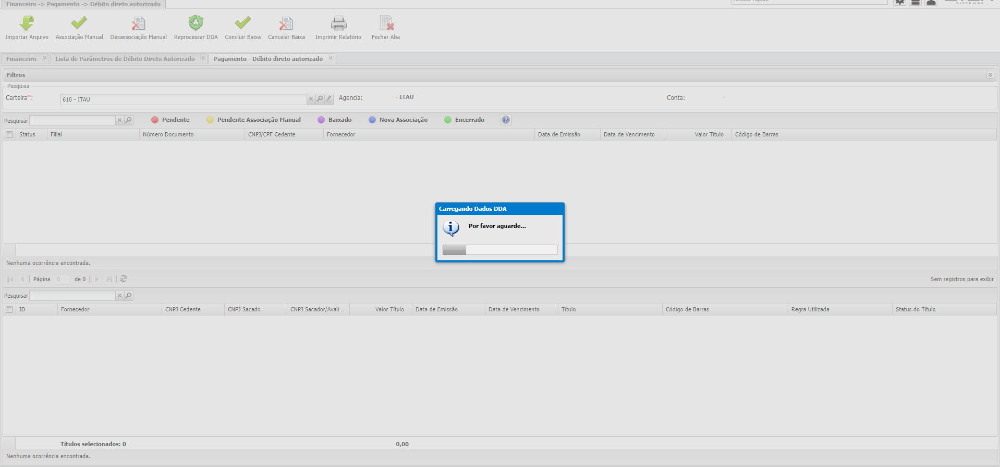 Financeiro -> Pagamento -> Débito direto autorizado
SISTEMAS
Importar Arquivo Associação Manual Desassociação Manual Reprocessar DDA Concluir Baixa Cancelar Baixa Imprimir Relatório Fechar Aba
Financeiro Lista de Parâmetros de Débito Direto Autorizado Pagamento - Débito direto autorizado
Filtros
Pesquisa
Carteira*: 610 - ITAU Agencia: - ITAU Conta: -
Pesquisar Pendente Pendente Associação Manual Baixado Nova Associação Encerrado
Status Filial Número Documento CNPJ/CPF Cedente Fornecedor Data de Emissão Data de Vencimento Valor Título Código de Barras
Carregando Dados DDA
Por favor aguarde...
Nenhuma ocorrência encontrada.
Página 0 de 0 Sem registros para exibir
Pesquisar
ID Fornecedor CNPJ Cedente CNPJ Sacado CNPJ Sacador/Avali... Valor Título Data de Emissão Data de Vencimento Título Código de Barras Regra Utilizada Status do Título
Títulos selecionados: 0 0,00
Nenhuma ocorrência encontrada.